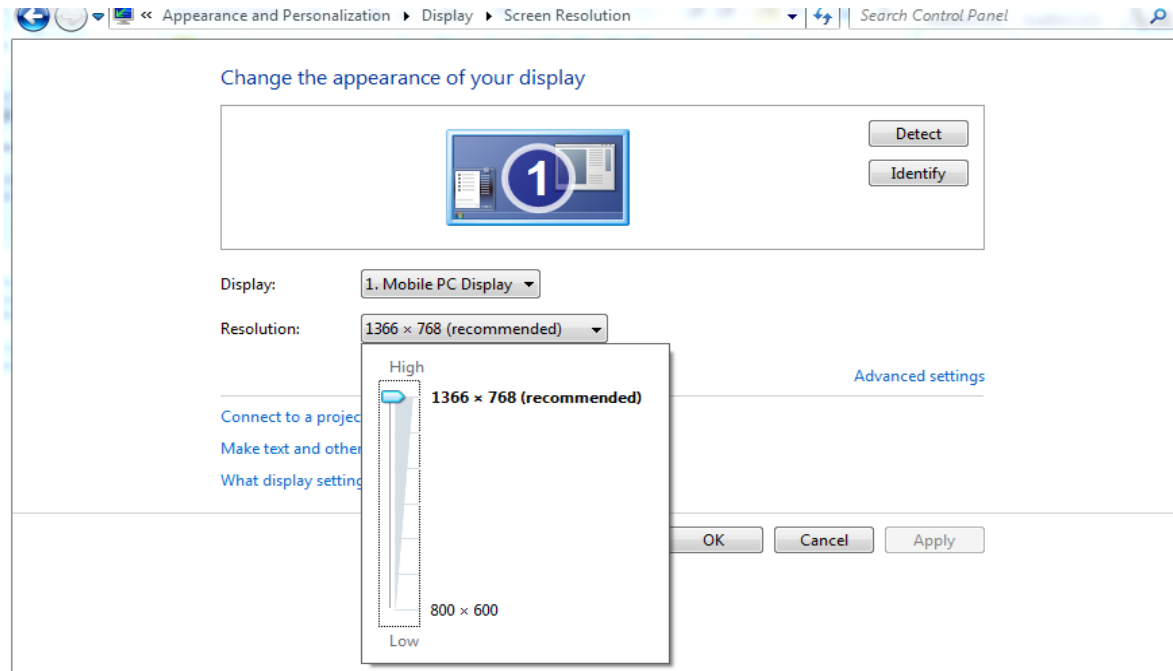 « Appearance and Personalization ▸ Display ▸ Screen Resolution Search Control Panel
Change the appearance of your display
1
Detect
Identify
Display: 1. Mobile PC Display
Resolution: 1366 × 768 (recommended)
High
1366 × 768 (recommended)
800 × 600
Low
Advanced settings
Connect to a projec
Make text and other
What display setting
OK Cancel Apply